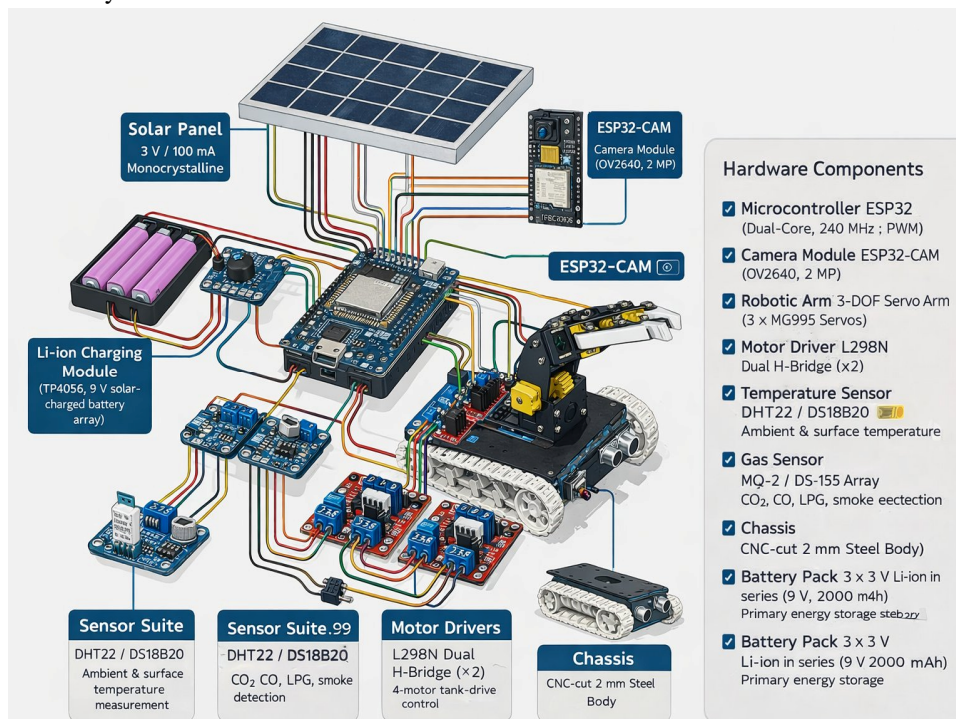 Solar Panel
3 V / 100 mA
Monocrystalline
ESP32-CAM
Camera Module
(OV2640, 2 MP)
ESP32-CAM
Li-ion Charging
Module
(TP4056, 9 V solar-
charged battery
array)
Sensor Suite
DHT22 / DS18B20
Ambient & surface
temperature
measurement
Sensor Suite.99
DHT22 / DS18B20
CO₂ CO, LPG, smoke
detection
Motor Drivers
L298N Dual
H-Bridge (×2)
4-motor tank-drive
control
Chassis
CNC-cut 2 mm Steel
Body
Hardware Components
Microcontroller ESP32
(Dual-Core, 240 MHz ; PWM)
Camera Module ESP32-CAM
(OV2640, 2 MP)
Robotic Arm 3-DOF Servo Arm
(3 × MG995 Servos)
Motor Driver L298N
Dual H-Bridge (×2)
Temperature Sensor
DHT22 / DS18B20
Ambient & surface temperature
Gas Sensor
MQ-2 / DS-155 Array
CO₂, CO, LPG, smoke eectection
Chassis
CNC-cut 2 mm Steel Body)
Battery Pack 3 x 3 V Li-ion in
series (9 V, 2000 m4h)
Primary energy storage
Battery Pack 3 x 3 V
Li-ion in series (9 V 2000 mAh)
Primary energy storage